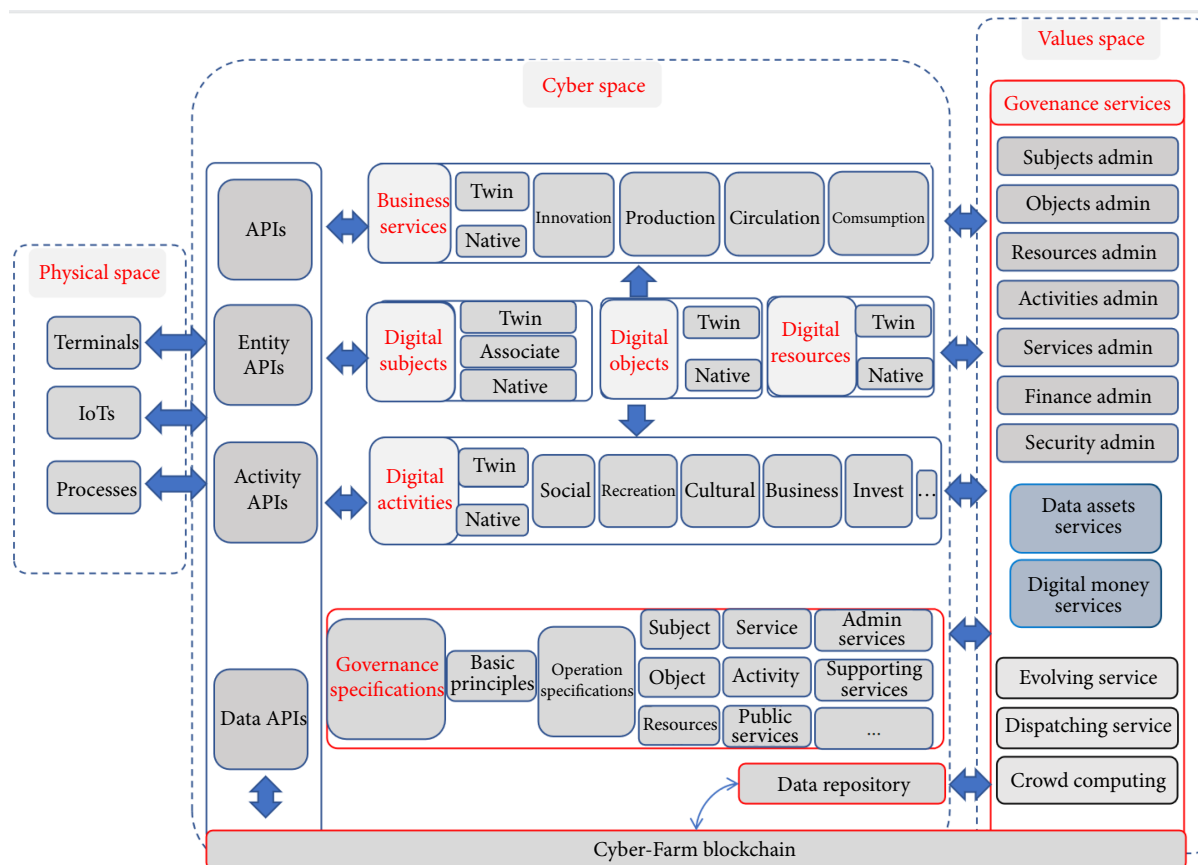 Values space
Cyber space
Govenance services
Subjects admin
Objects admin
Resources admin
Activities admin
Services admin
Finance admin
Security admin
Data assets
services
Digital money
services
Evolving service
Dispatching service
Crowd computing
Physical space
Terminals
IoTs
Processes
APIs
Entity
APIs
Activity
APIs
Data APIs
Business
services
Twin
Native
Innovation
Production
Circulation
Comsumption
Digital
subjects
Twin
Associate
Native
Digital
objects
Twin
Native
Digital
resources
Twin
Native
Digital
activities
Twin
Native
Social
Recreation
Cultural
Business
Invest
...
Governance
specifications
Basic
principles
Operation
specifications
Subject
Service
Admin
services
Object
Activity
Supporting
services
Resources
Public
services
...
Data repository
Cyber-Farm blockchain